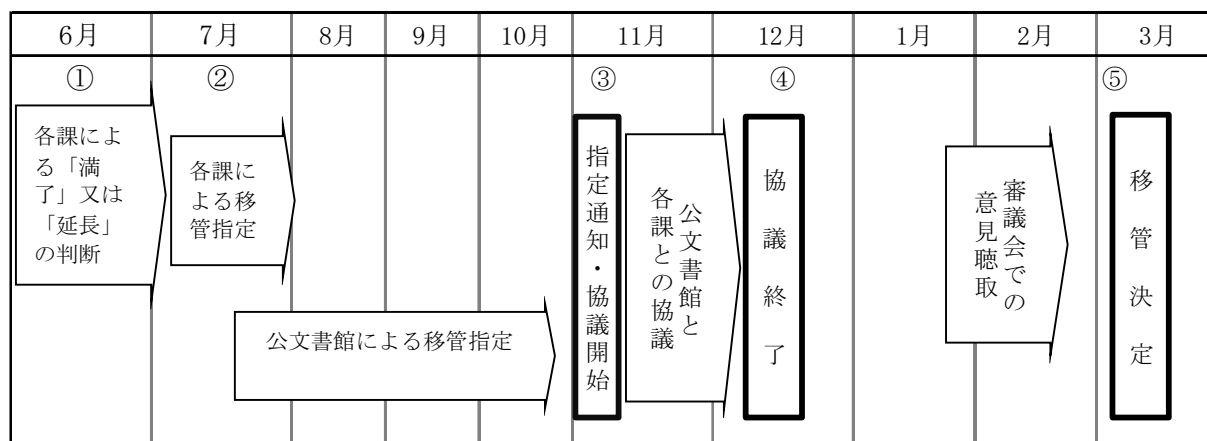 6月 7月 8月 9月 10月 11月 12月 1月 2月 3月
① ② ③ ④ ⑤
各課によ
る「満
了」又は
「延長」
の判断
各課に
よる移
管指定
公文書館による移管指定
指定通知・協議開始
公文書館と
各課との協議
協議終了
審議会での
意見聴取
移管決定